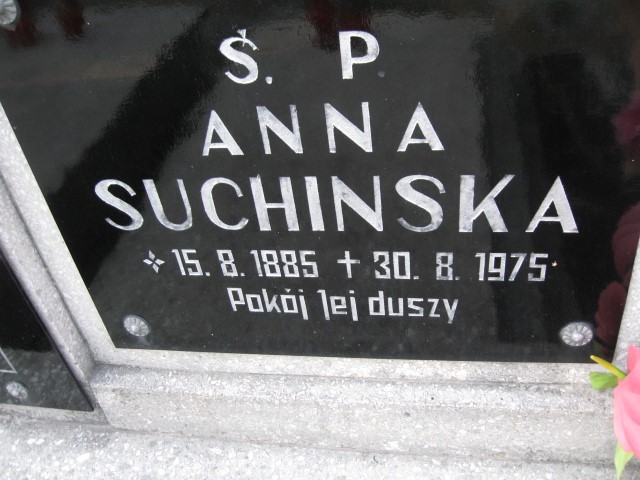 Ś. P.
ANNA
SUCHINSKA
15. 8. 1885 ✝ 30. 8. 1975
Pokój Jej duszy